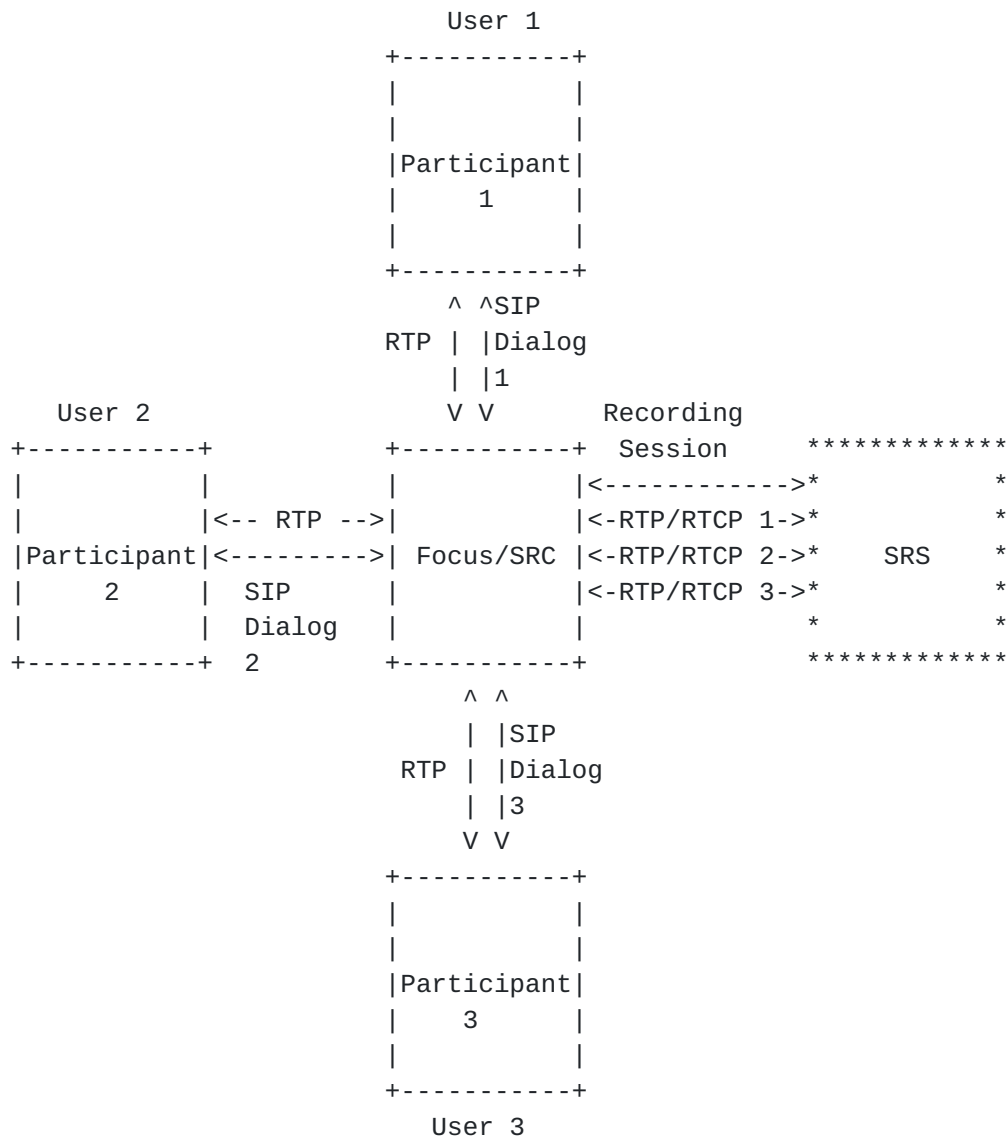 User 1
                        +-----------+
                        |           |
                        |           |
                        |Participant|
                        |     1     |
                        |           |
                        +-----------+
                            ^ ^SIP
                        RTP | |Dialog
                            | |1
   User 2                   V V       Recording
+-----------+           +-----------+  Session     *************
|           |           |           |<------------>*           *
|           |<-- RTP -->|           |<-RTP/RTCP 1->*           *
|Participant|<--------->| Focus/SRC |<-RTP/RTCP 2->*    SRS    *
|     2     |  SIP      |           |<-RTP/RTCP 3->*           *
|           |  Dialog   |           |              *           *
+-----------+  2        +-----------+              *************
                             ^ ^
                             | |SIP
                         RTP | |Dialog
                             | |3
                             V V
                        +-----------+
                        |           |
                        |           |
                        |Participant|
                        |    3      |
                        |           |
                        +-----------+
                           User 3